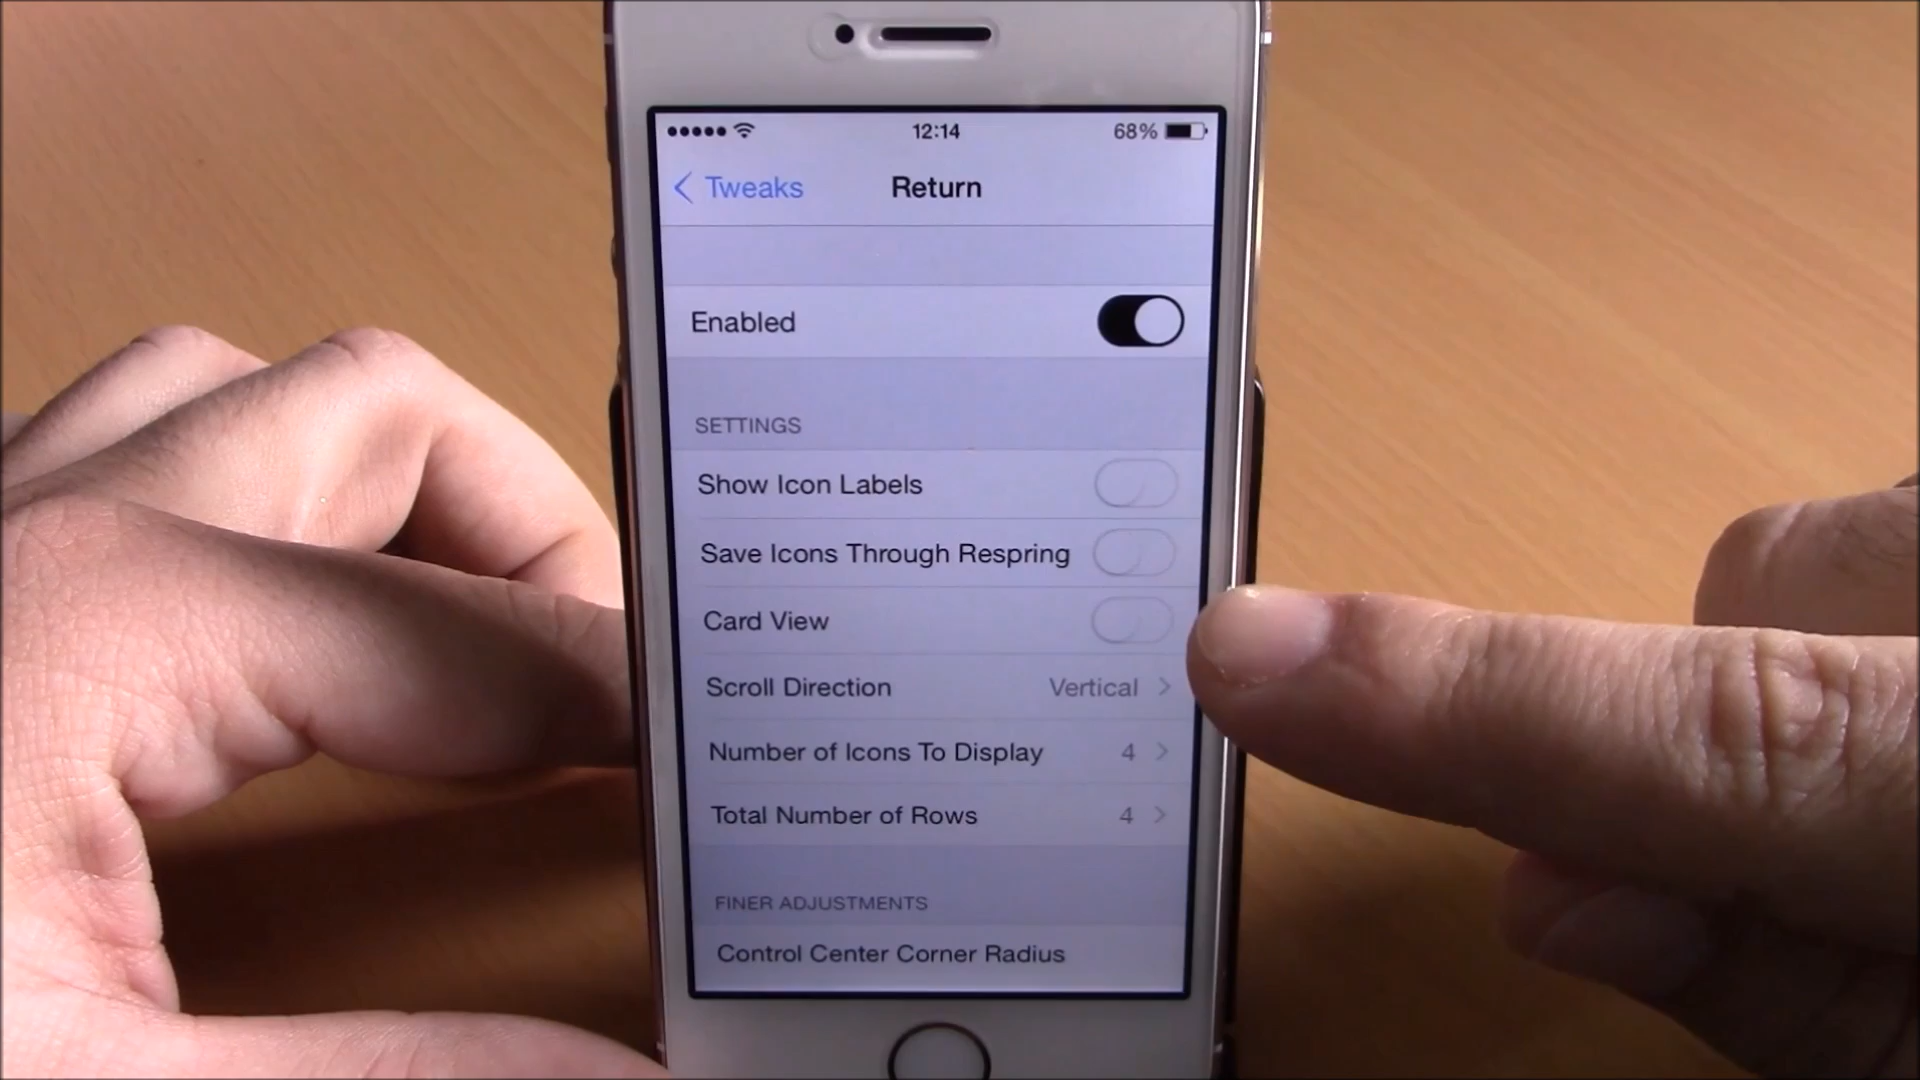 12:14 68%
Tweaks Return
Enabled
SETTINGS
Show Icon Labels
Save Icons Through Respring
Card View
Scroll Direction Vertical
Number of Icons To Display 4
Total Number of Rows 4
FINER ADJUSTMENTS
Control Center Corner Radius